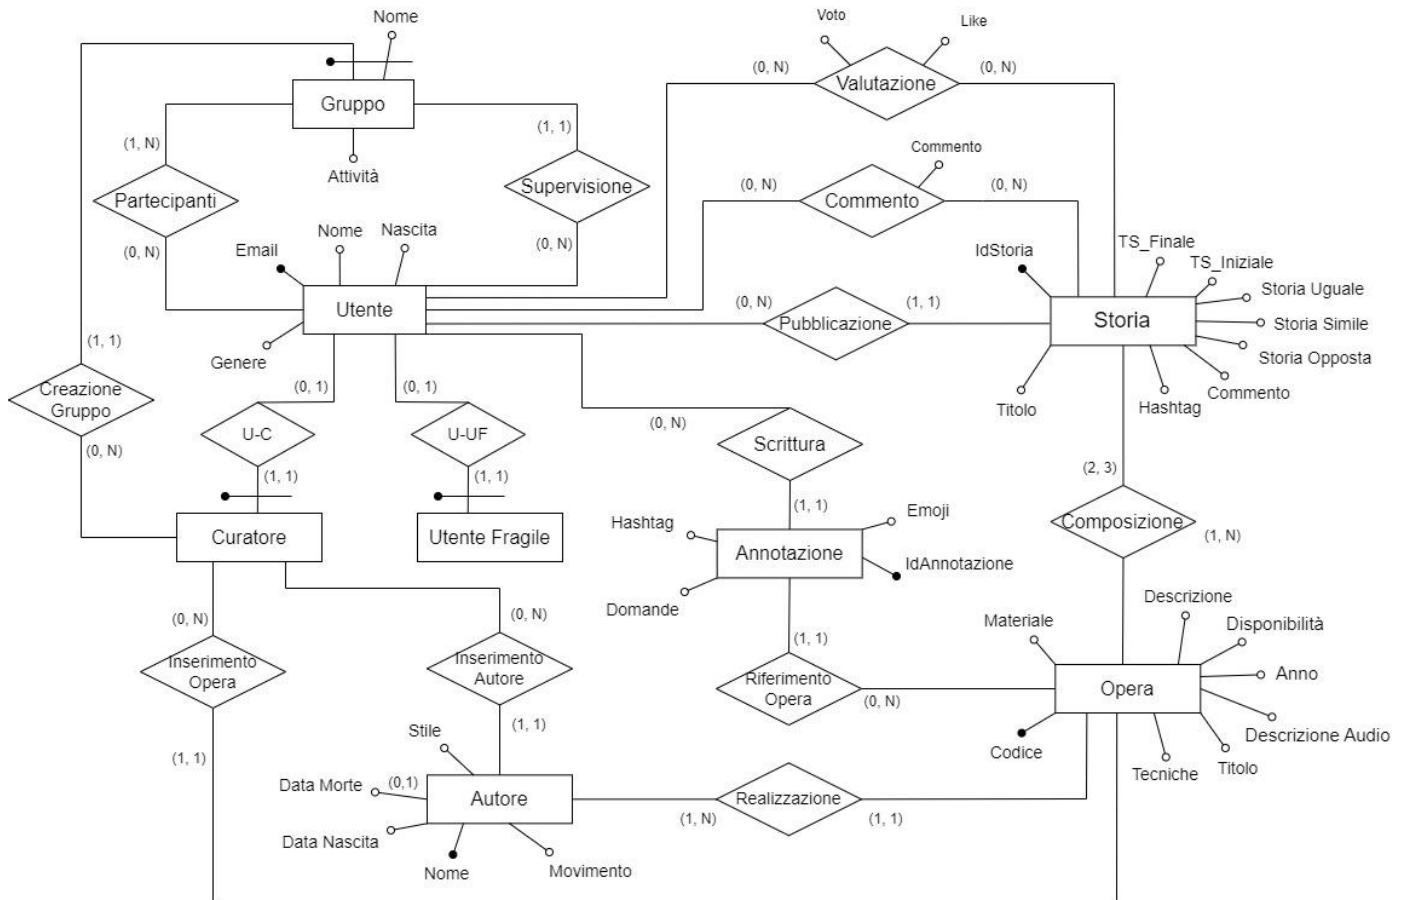 Nome
Voto
Like
(0, N)
Valutazione
(0, N)
Gruppo
(1, N)
(1, 1)
Attività
Commento
Partecipanti
Supervisione
(0, N)
Commento
(0, N)
(0, N)
(0, N)
Email
Nome
Nascita
IdStoria
TS_Finale
TS_Iniziale
Storia Uguale
Utente
(0, N)
Pubblicazione
(1, 1)
Storia
Storia Simile
Storia Opposta
Genere
(1, 1)
Titolo
Hashtag
Commento
Creazione
Gruppo
(0, 1)
(0, 1)
(0, N)
(0, N)
U-C
U-UF
Scrittura
(1, 1)
(1, 1)
(2, 3)
(1, 1)
Curatore
Utente Fragile
Hashtag
Emoji
Composizione
(1, N)
Annotazione
IdAnnotazione
Domande
(0, N)
(0, N)
(1, 1)
Materiale
Descrizione
Disponibilità
Inserimento
Opera
Inserimento
Autore
Riferimento
Opera
(0, N)
Opera
Anno
(1, 1)
(1, 1)
Stile
Codice
Descrizione Audio
Tecniche
Titolo
Data Morte
(0,1)
Autore
(1, N)
Realizzazione
(1, 1)
Data Nascita
Nome
Movimento